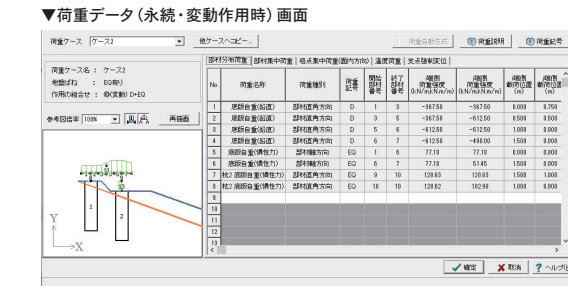 ▼荷重データ（永続・変動作用時）画面
荷重ケース ケース2 他ケースへコピー... 荷重自動生成 荷重説明 荷重記号
部材分布荷重 部材集中荷重 格点集中荷重(面内方向) 温度荷重 支点強制変位
荷重ケース名： ケース2
地盤ばね ： EQ有り
作用の組合せ ：
D+EQ
参考図倍率 100% 再描画
No. 荷重名称 荷重種別 荷重記号 開始部材番号 終了部材番号 i端側荷重強度(kN/m,kN.m/m) j端側荷重強度(kN/m,kN.m/m) i端側載荷位置(m) j端側載荷位置(m)
1 底版自重(鉛直) 部材直角方向 D 1 3 -367.50 -367.50 0.000 0.750
2 底版自重(鉛直) 部材直角方向 D 3 5 -367.50 -612.50 0.500 0.500
3 底版自重(鉛直) 部材直角方向 D 5 6 -612.50 -612.50 1.000 0.000
4 底版自重(鉛直) 部材直角方向 D 6 7 -612.50 -490.00 1.500 0.000
5 底版自重(慣性力) 部材軸方向 EQ 1 6 77.18 77.18 0.000 0.000
6 底版自重(慣性力) 部材軸方向 EQ 6 7 77.18 51.45 1.500 0.000
7 杭2 底版自重(慣性力) 部材直角方向 EQ 9 10 128.63 128.63 1.500 1.000
8 杭2 底版自重(慣性力) 部材直角方向 EQ 10 10 128.62 102.90 1.000 0.000
9
10
11
12
13
1
2
Y
X
確定 取消 ? ヘルプ(